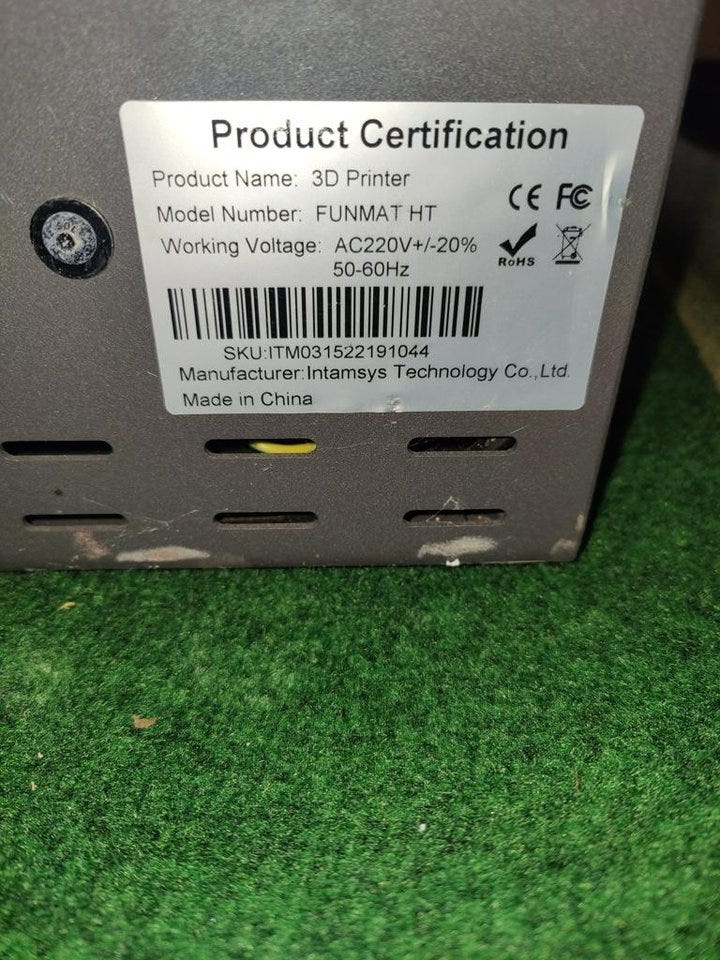 Product Certification
Product Name: 3D Printer
Model Number: FUNMAT HT
Working Voltage: AC220V+/-20%
50-60Hz
CE FC
RoHS
SKU:ITM031522191044
Manufacturer:Intamsys Technology Co.,Ltd.
Made in China